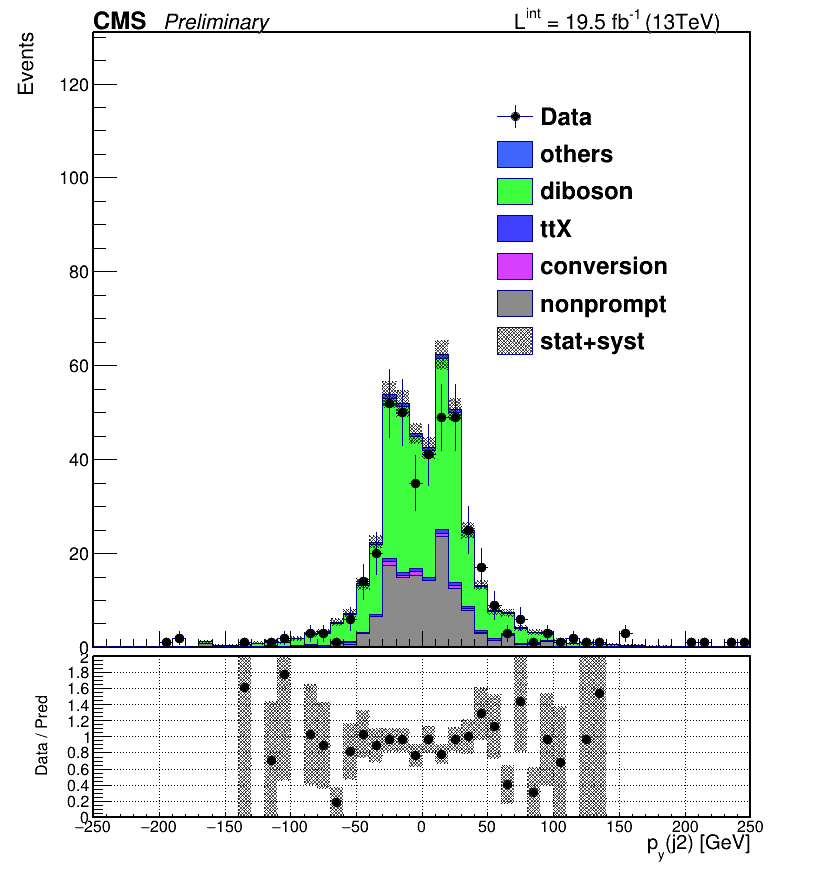 CMS Preliminary L^int = 19.5 fb^-1 (13TeV)
Events
120
100
80
60
40
20
0
Data
others
diboson
ttX
conversion
nonprompt
stat+syst
Data / Pred
2
1.8
1.6
1.4
1.2
1
0.8
0.6
0.4
0.2
0
−250 −200 −150 −100 −50 0 50 100 150 200 250
p_y(j2) [GeV]